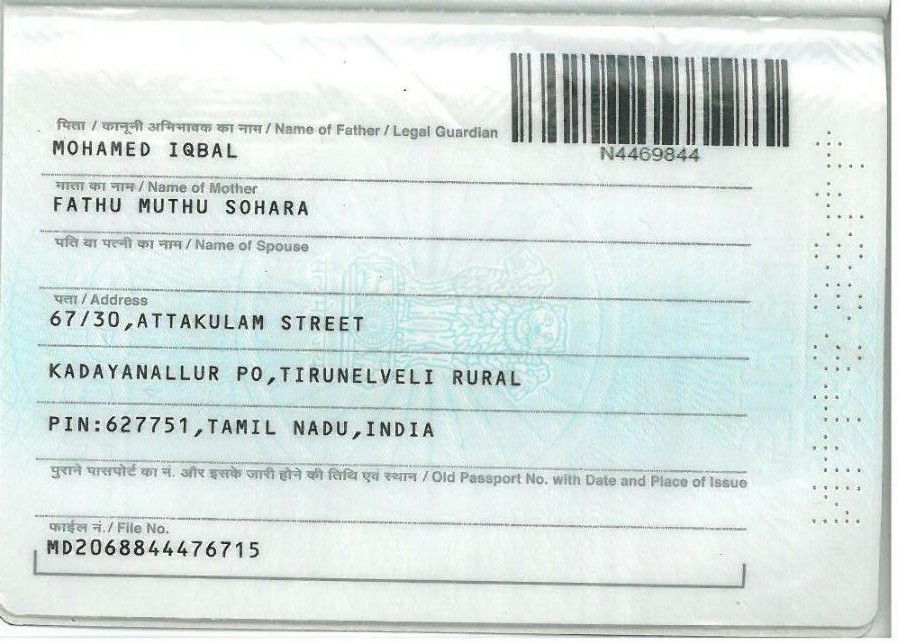 N4469844
पिता / कानूनी अभिभावक का नाम / Name of Father / Legal Guardian
MOHAMED IQBAL
माता का नाम / Name of Mother
FATHU MUTHU SOHARA
पति या पत्नी का नाम / Name of Spouse
पता / Address
67/30,ATTAKULAM STREET
KADAYANALLUR PO,TIRUNELVELI RURAL
PIN:627751,TAMIL NADU,INDIA
पुराने पासपोर्ट का नं. और इसके जारी होने की तिथि एवं स्थान / Old Passport No. with Date and Place of Issue
फाईल नं./ File No.
MD2068844476715